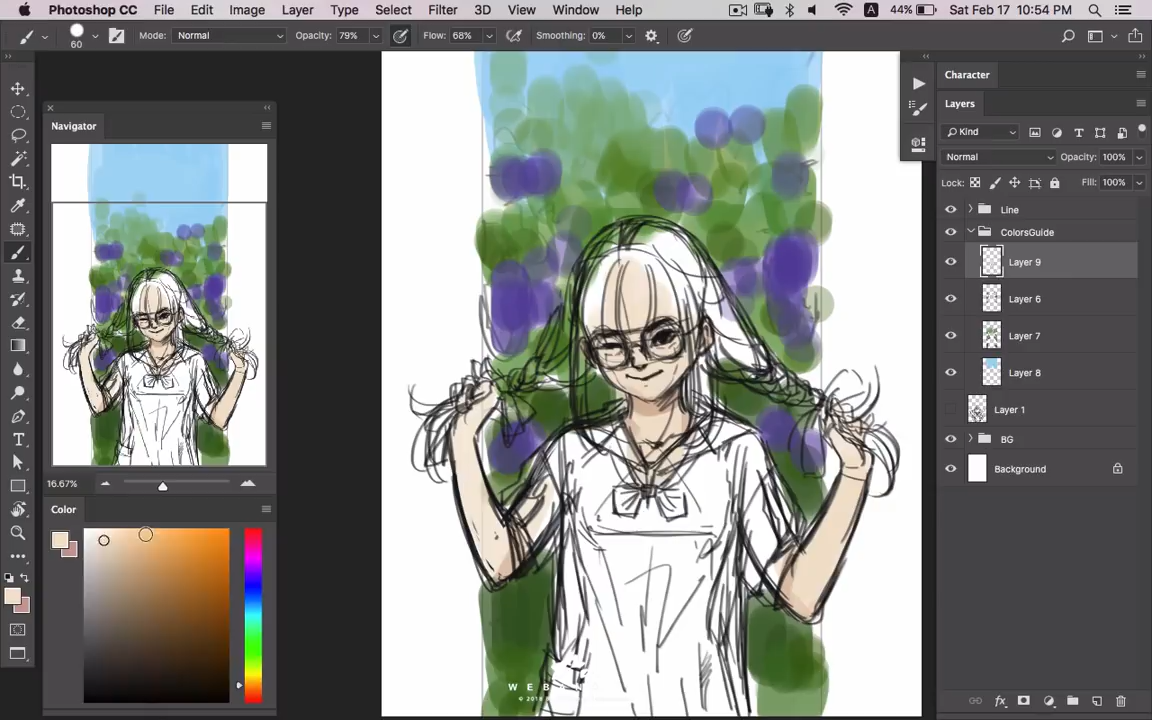 Photoshop CC File Edit Image Layer Type Select Filter 3D View Window Help A 44% Sat Feb 17 10:54 PM
60 Mode: Normal Opacity: 79% Flow: 68% Smoothing: 0%
Navigator
16.67%
Color
Character
Layers
Kind
Normal Opacity: 100%
Lock: Fill: 100%
Line
ColorsGuide
Layer 9
Layer 6
Layer 7
Layer 8
Layer 1
BG
Background